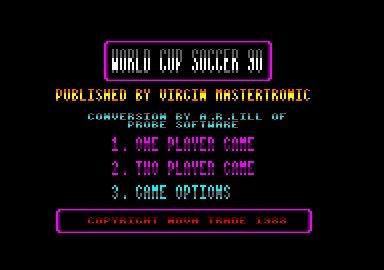 WORLD CUP SOCCER 90
PUBLISHED BY VIRGIN MASTERTRONIC
CONVERSION BY A.R.LILL OF
PROBE SOFTWARE
1. ONE PLAYER GAME
2. TWO PLAYER GAME
3. GAME OPTIONS
COPYRIGHT NOVA TRADE 1988